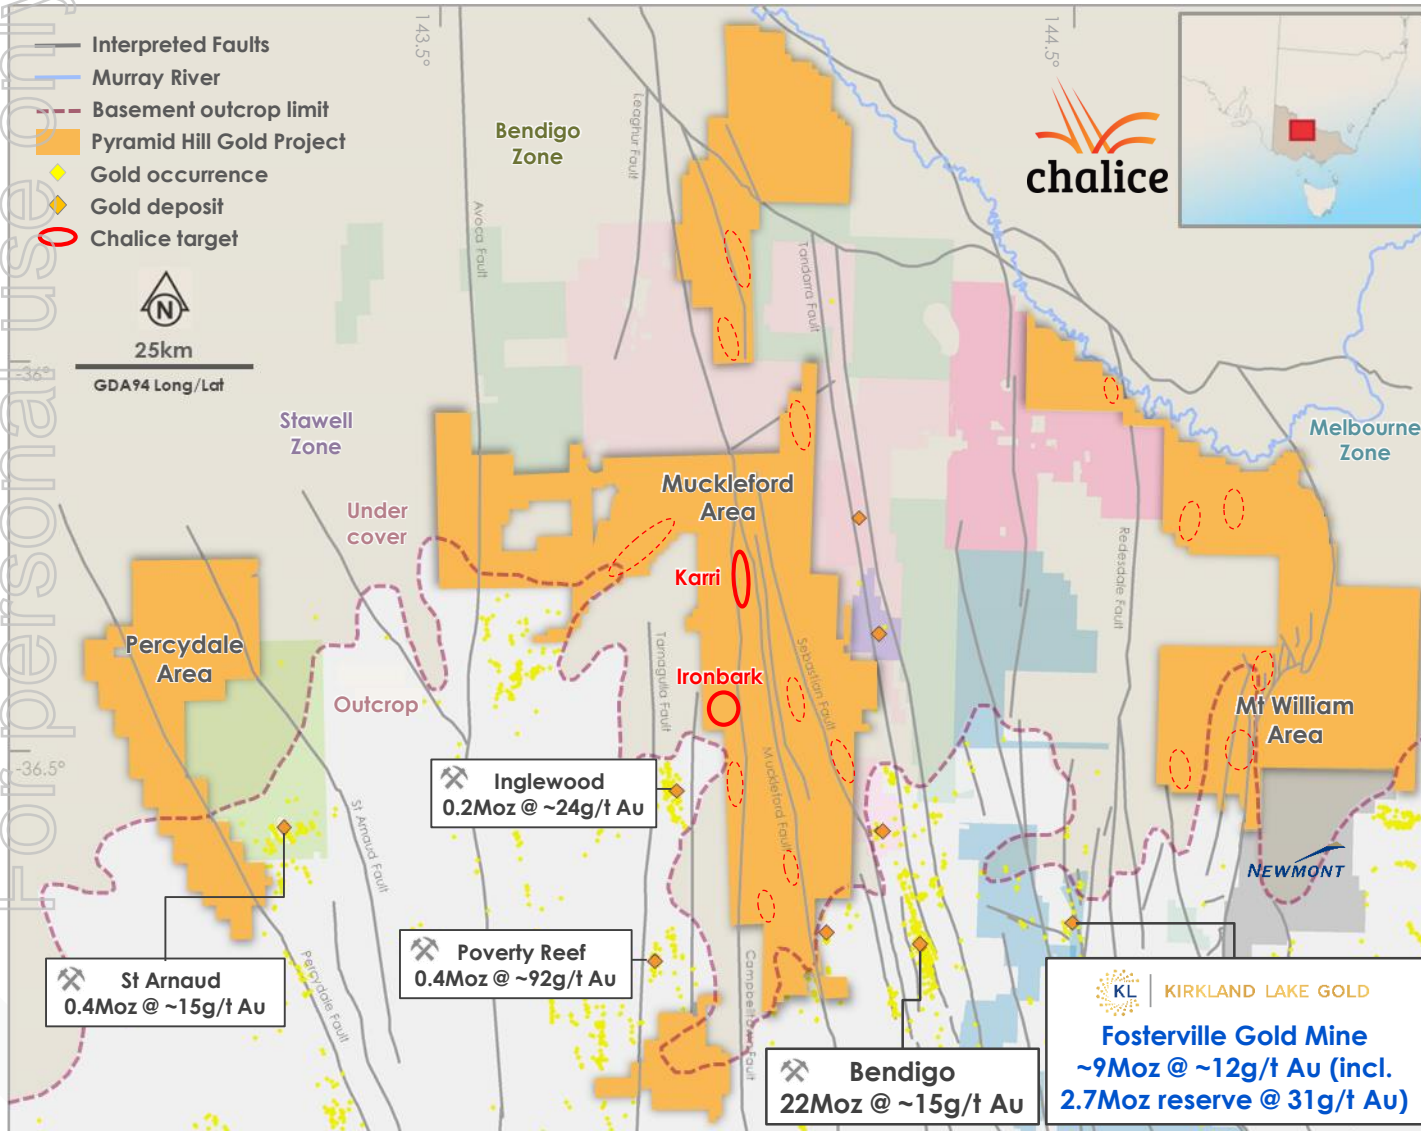 For personal use only
Interpreted Faults
Murray River
Basement outcrop limit
Pyramid Hill Gold Project
Gold occurrence
Gold deposit
Chalice target
N
25km
GDA94 Long/Lat
143.5°
144.5°
-36°
-36.5°
chalice
Bendigo
Zone
Leaghur Fault
Avoca Fault
Tandarra Fault
Stawell
Zone
Melbourne
Zone
Under
cover
Muckleford
Area
Karri
Redesdale Fault
Percydale
Area
Outcrop
Tarnagulla Fault
Ironbark
Sebastian Fault
Mt William
Area
Muckleford Fault
Inglewood
0.2Moz @ ~24g/t Au
St Arnaud Fault
NEWMONT
Poverty Reef
0.4Moz @ ~92g/t Au
St Arnaud
0.4Moz @ ~15g/t Au
Percydale Fault
Campbelltown Fault
Bendigo
22Moz @ ~15g/t Au
KL KIRKLAND LAKE GOLD
Fosterville Gold Mine
~9Moz @ ~12g/t Au (incl.
2.7Moz reserve @ 31g/t Au)